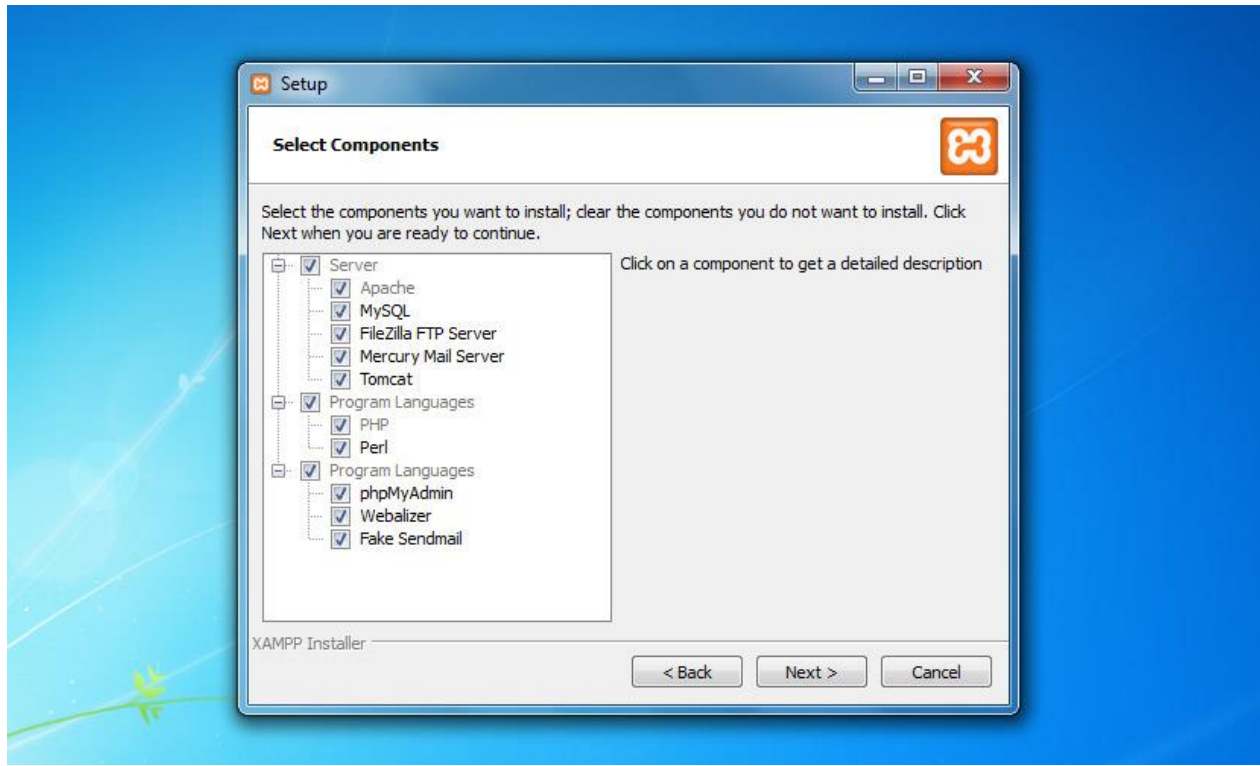 Setup
Select Components
Select the components you want to install; clear the components you do not want to install. Click
Next when you are ready to continue.
Server
Apache
MySQL
FileZilla FTP Server
Mercury Mail Server
Tomcat
Program Languages
PHP
Perl
Program Languages
phpMyAdmin
Webalizer
Fake Sendmail
Click on a component to get a detailed description
XAMPP Installer
< Back
Next >
Cancel